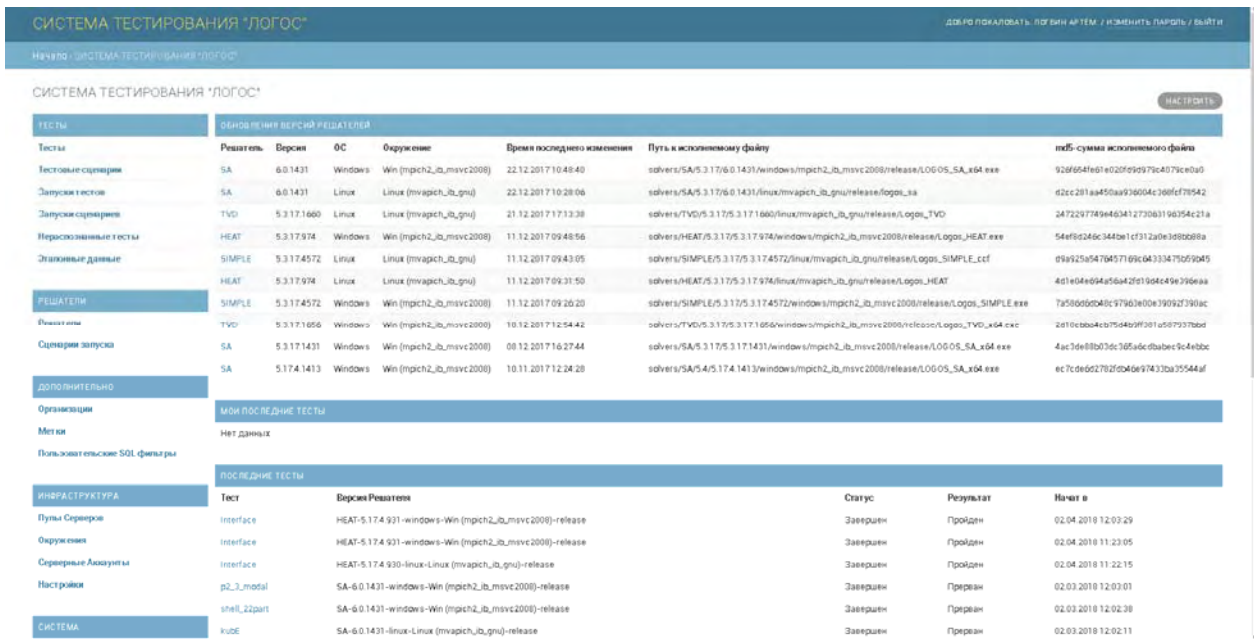 СИСТЕМА ТЕСТИРОВАНИЯ "ЛОГОС"
ДОБРО ПОЖАЛОВАТЬ, ЛОГВИН АРТЁМ. / ИЗМЕНИТЬ ПАРОЛЬ / ВЫЙТИ
Начало › СИСТЕМА ТЕСТИРОВАНИЯ "ЛОГОС"
СИСТЕМА ТЕСТИРОВАНИЯ "ЛОГОС"
НАСТРОИТЬ
ТЕСТЫ
Тесты
Тестовые сценарии
Запуски тестов
Запуски сценариев
Нераспознанные тесты
Эталонные данные
РЕШАТЕЛИ
Решатели
Сценарии запуска
ДОПОЛНИТЕЛЬНО
Организации
Метки
Пользовательские SQL фильтры
ИНФРАСТРУКТУРА
Пулы Серверов
Окружения
Серверные Аккаунты
Настройки
СИСТЕМА
ОБНОВЛЕНИЯ ВЕРСИЙ РЕШАТЕЛЕЙ
Решатель Версия ОС Окружение Время последнего изменения Путь к исполняемому файлу md5-сумма исполняемого файла
SA 6.0.1431 Windows Win (mpich2_ib_msvc2008) 22.12.2017 10:48:40 solvers/SA/5.3.17/6.0.1431/windows/mpich2_ib_msvc2008/release/LOGOS_SA_x64.exe
SA 6.0.1431 Linux Linux (mvapich_ib_gnu) 22.12.2017 10:28:06 solvers/SA/5.3.17/6.0.1431/linux/mvapich_ib_gnu/release/logos_sa
TVD 5.3.17.1660 Linux Linux (mvapich_ib_gnu) 21.12.2017 17:13:38 solvers/TVD/5.3.17/5.3.17.1660/linux/mvapich_ib_gnu/release/Logos_TVD
HEAT 5.3.17.974 Windows Win (mpich2_ib_msvc2008) 11.12.2017 09:48:56 solvers/HEAT/5.3.17/5.3.17.974/windows/mpich2_ib_msvc2008/release/Logos_HEAT.exe
SIMPLE 5.3.17.4572 Linux Linux (mvapich_ib_gnu) 11.12.2017 09:43:05 solvers/SIMPLE/5.3.17/5.3.17.4572/linux/mvapich_ib_gnu/release/Logos_SIMPLE_ccf
HEAT 5.3.17.974 Linux Linux (mvapich_ib_gnu) 11.12.2017 09:31:50 solvers/HEAT/5.3.17/5.3.17.974/linux/mvapich_ib_gnu/release/Logos_HEAT
SIMPLE 5.3.17.4572 Windows Win (mpich2_ib_msvc2008) 11.12.2017 09:26:20 solvers/SIMPLE/5.3.17/5.3.17.4572/windows/mpich2_ib_msvc2008/release/Logos_SIMPLE.exe
TVD 5.3.17.1656 Windows Win (mpich2_ib_msvc2008) 10.12.2017 12:54:42 solvers/TVD/5.3.17/5.3.17.1656/windows/mpich2_ib_msvc2008/release/Logos_TVD_x64.exe
SA 5.3.17.1431 Windows Win (mpich2_ib_msvc2008) 08.12.2017 16:27:44 solvers/SA/5.3.17/5.3.17.1431/windows/mpich2_ib_msvc2008/release/LOGOS_SA_x64.exe
SA 5.17.4.1413 Windows Win (mpich2_ib_msvc2008) 10.11.2017 12:24:28 solvers/SA/5.4/5.17.4.1413/windows/mpich2_ib_msvc2008/release/LOGOS_SA_x64.exe
МОИ ПОСЛЕДНИЕ ТЕСТЫ
Нет данных
ПОСЛЕДНИЕ ТЕСТЫ
Тест Версия Решателя Статус Результат Начат в
Interface HEAT-5.17.4.931-windows-Win (mpich2_ib_msvc2008)-release Завершен Пройден 02.04.2018 12:03:29
Interface HEAT-5.17.4.931-windows-Win (mpich2_ib_msvc2008)-release Завершен Пройден 02.04.2018 11:23:05
Interface HEAT-5.17.4.930-linux-Linux (mvapich_ib_gnu)-release Завершен Пройден 02.04.2018 11:22:15
p2_3_modal SA-6.0.1431-windows-Win (mpich2_ib_msvc2008)-release Завершен Прерван 02.03.2018 12:03:01
shell_22part SA-6.0.1431-windows-Win (mpich2_ib_msvc2008)-release Завершен Прерван 02.03.2018 12:02:38
kubE SA-6.0.1431-linux-Linux (mvapich_ib_gnu)-release Завершен Прерван 02.03.2018 12:02:11